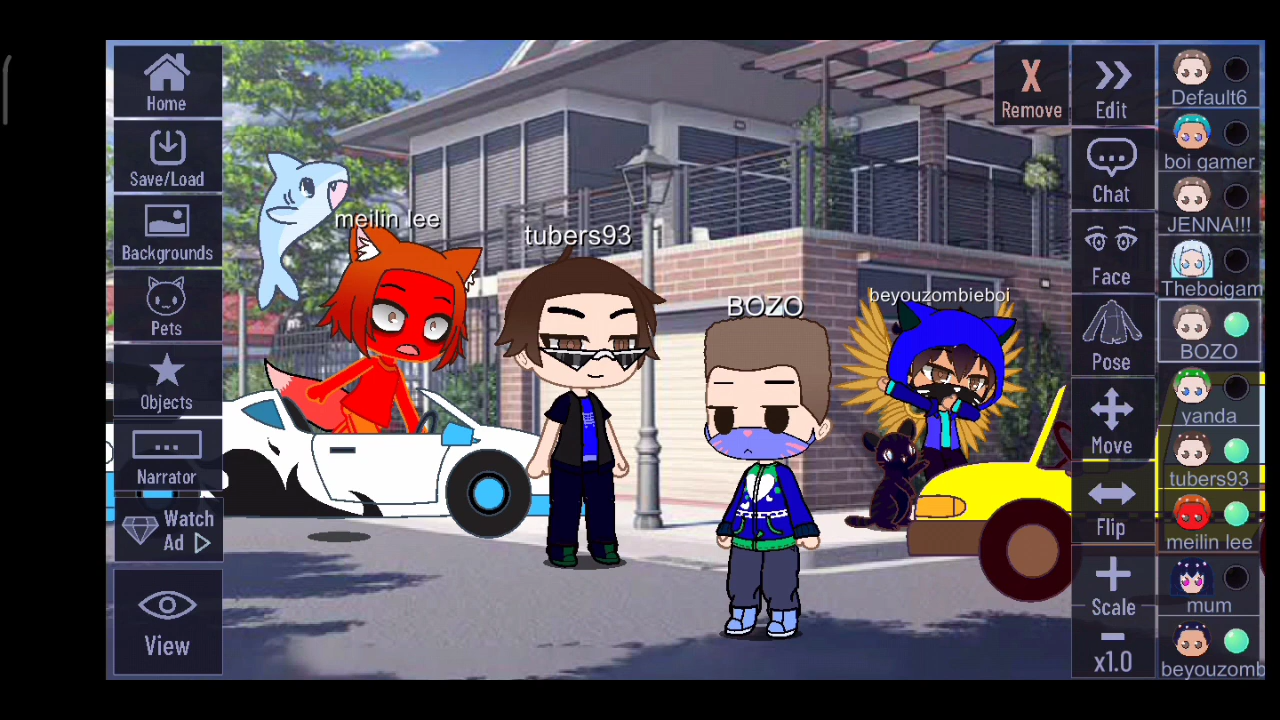 Home
Save/Load
Backgrounds
Pets
Objects
Narrator
Watch
Ad
View
meilin lee
tubers93
BOZO
beyouzombieboi
X
Remove
Edit
Chat
Face
Pose
Move
Flip
Scale
x1.0
Default6
boi gamer
JENNA!!!
Theboigam
BOZO
yanda
tubers93
meilin lee
mum
beyouzomb